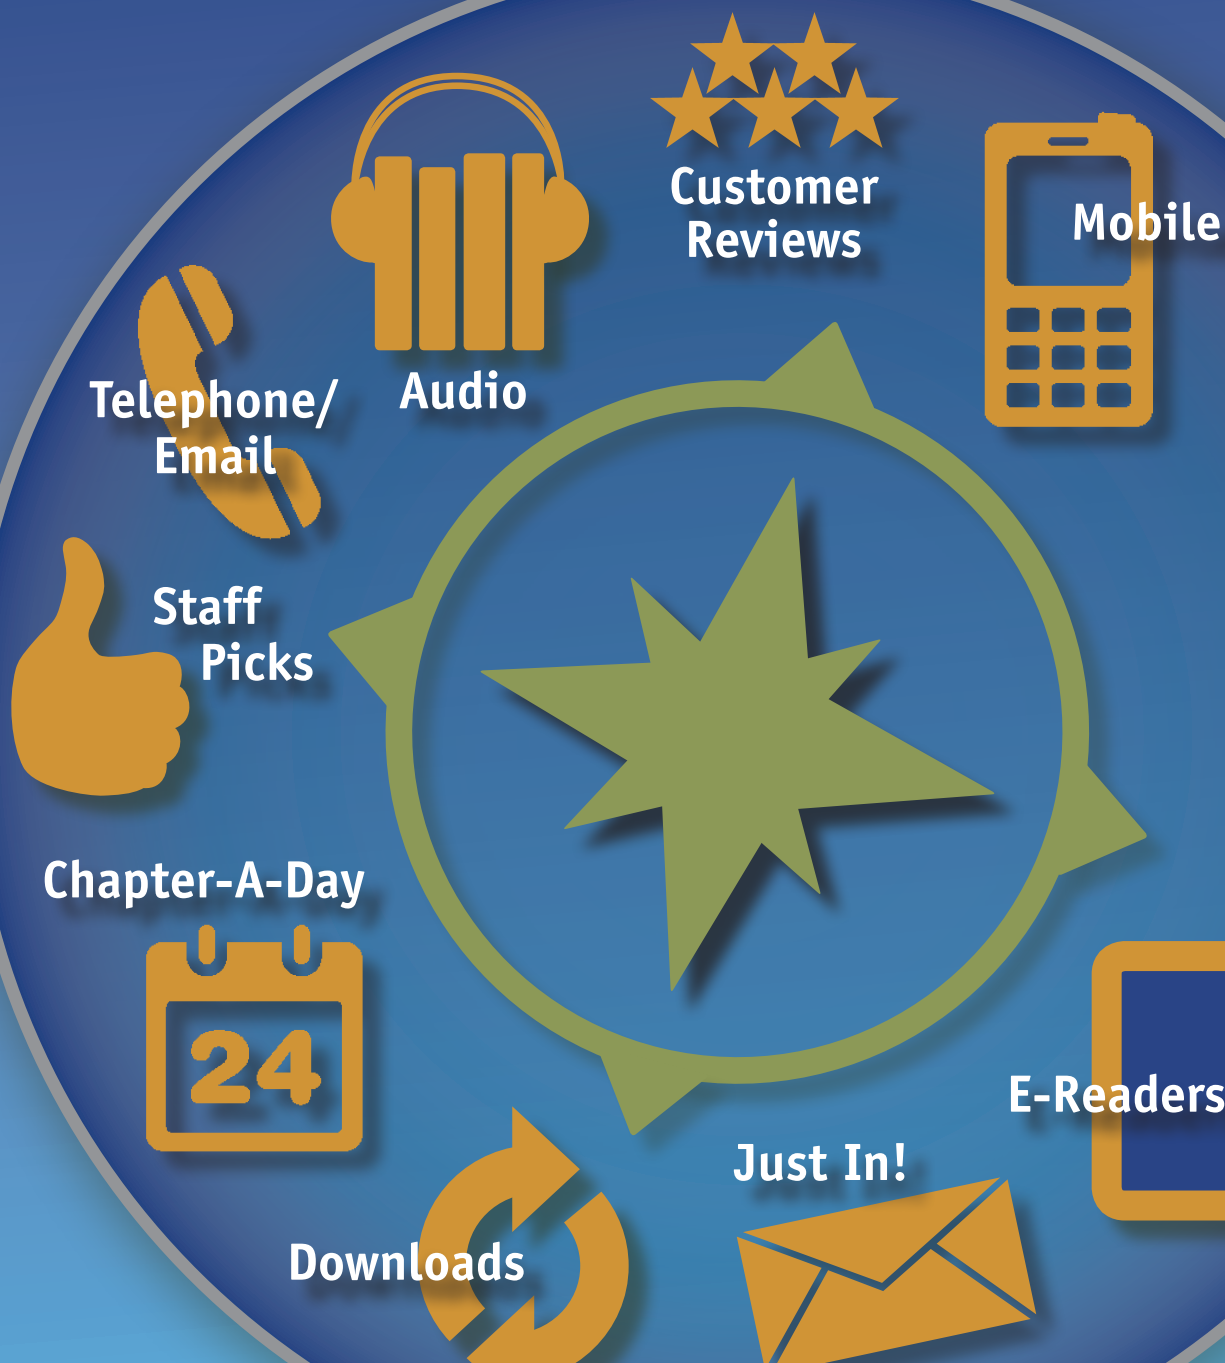 Customer
Reviews
Mobile
Audio
Telephone/
Email
Staff
Picks
Chapter-A-Day
24
E-Readers
Just In!
Downloads